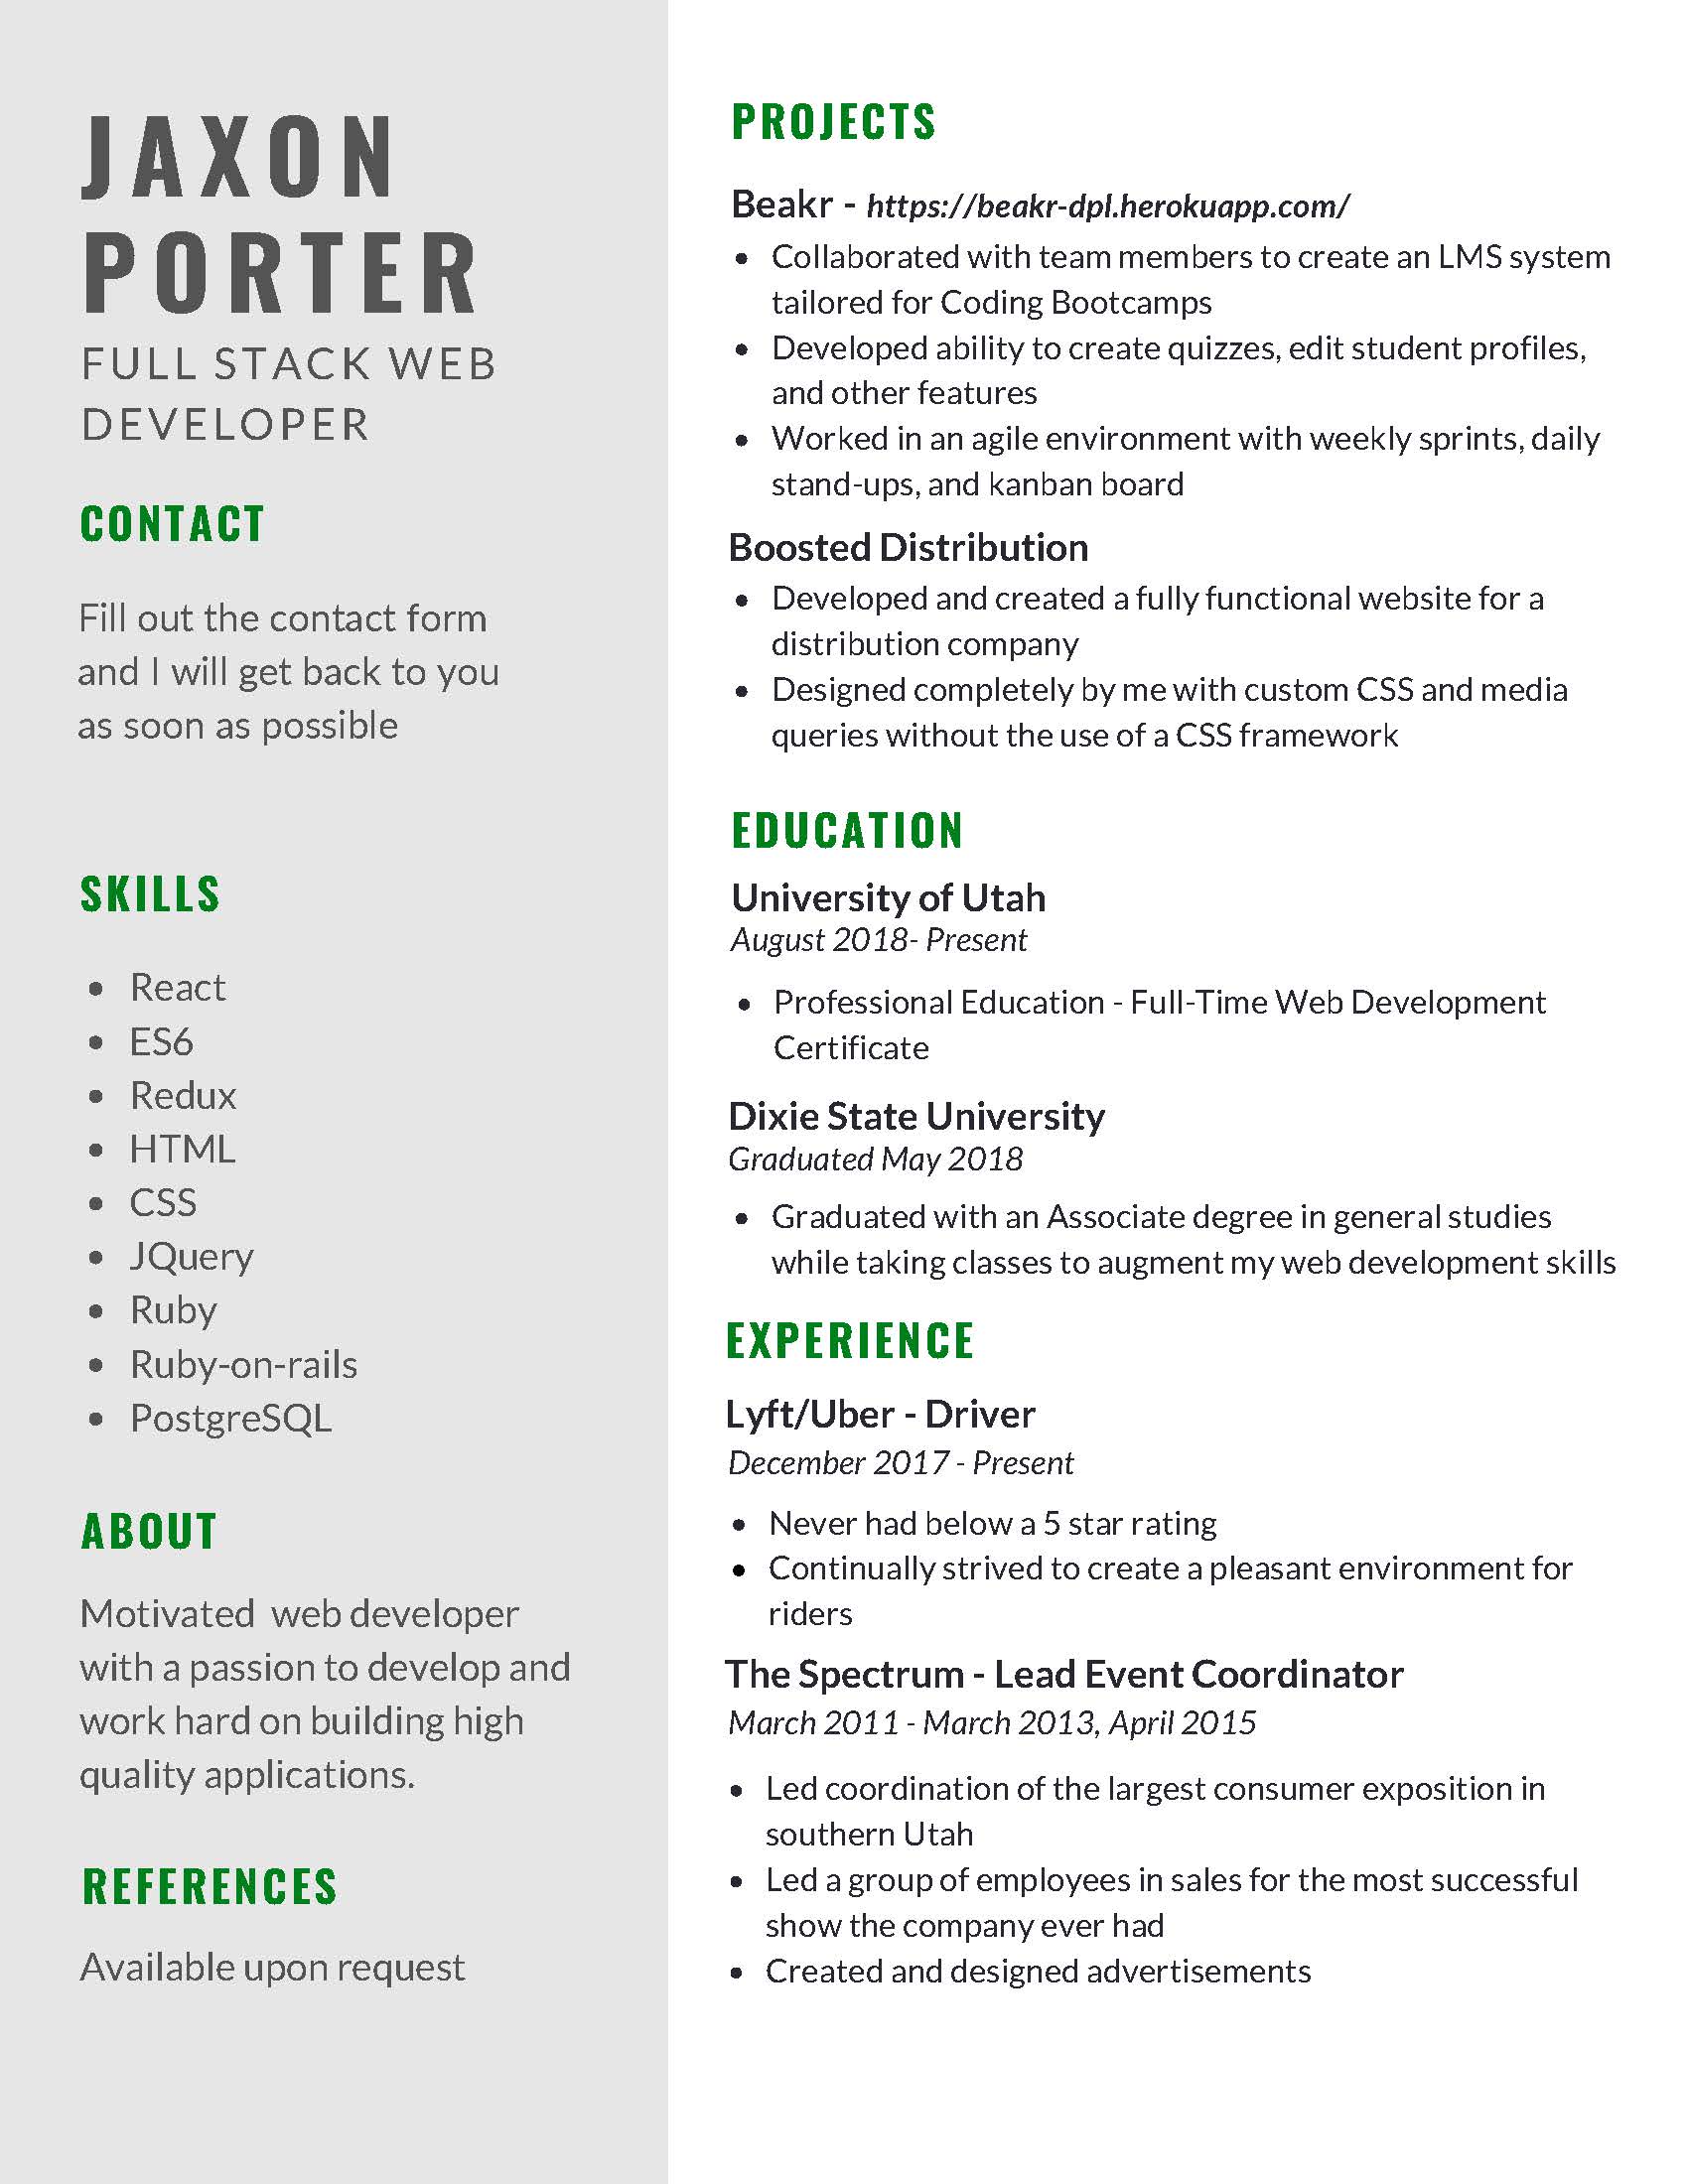 JAXON
PORTER
FULL STACK WEB
DEVELOPER
CONTACT
Fill out the contact form
and I will get back to you
as soon as possible
SKILLS
• React
• ES6
• Redux
• HTML
• CSS
• JQuery
• Ruby
• Ruby-on-rails
• PostgreSQL
ABOUT
Motivated web developer
with a passion to develop and
work hard on building high
quality applications.
REFERENCES
Available upon request
PROJECTS
Beakr - https://beakr-dpl.herokuapp.com/
• Collaborated with team members to create an LMS system
tailored for Coding Bootcamps
• Developed ability to create quizzes, edit student profiles,
and other features
• Worked in an agile environment with weekly sprints, daily
stand-ups, and kanban board
Boosted Distribution
• Developed and created a fully functional website for a
distribution company
• Designed completely by me with custom CSS and media
queries without the use of a CSS framework
EDUCATION
University of Utah
August 2018- Present
• Professional Education - Full-Time Web Development
Certificate
Dixie State University
Graduated May 2018
• Graduated with an Associate degree in general studies
while taking classes to augment my web development skills
EXPERIENCE
Lyft/Uber - Driver
December 2017 - Present
• Never had below a 5 star rating
• Continually strived to create a pleasant environment for
riders
The Spectrum - Lead Event Coordinator
March 2011 - March 2013, April 2015
• Led coordination of the largest consumer exposition in
southern Utah
• Led a group of employees in sales for the most successful
show the company ever had
• Created and designed advertisements